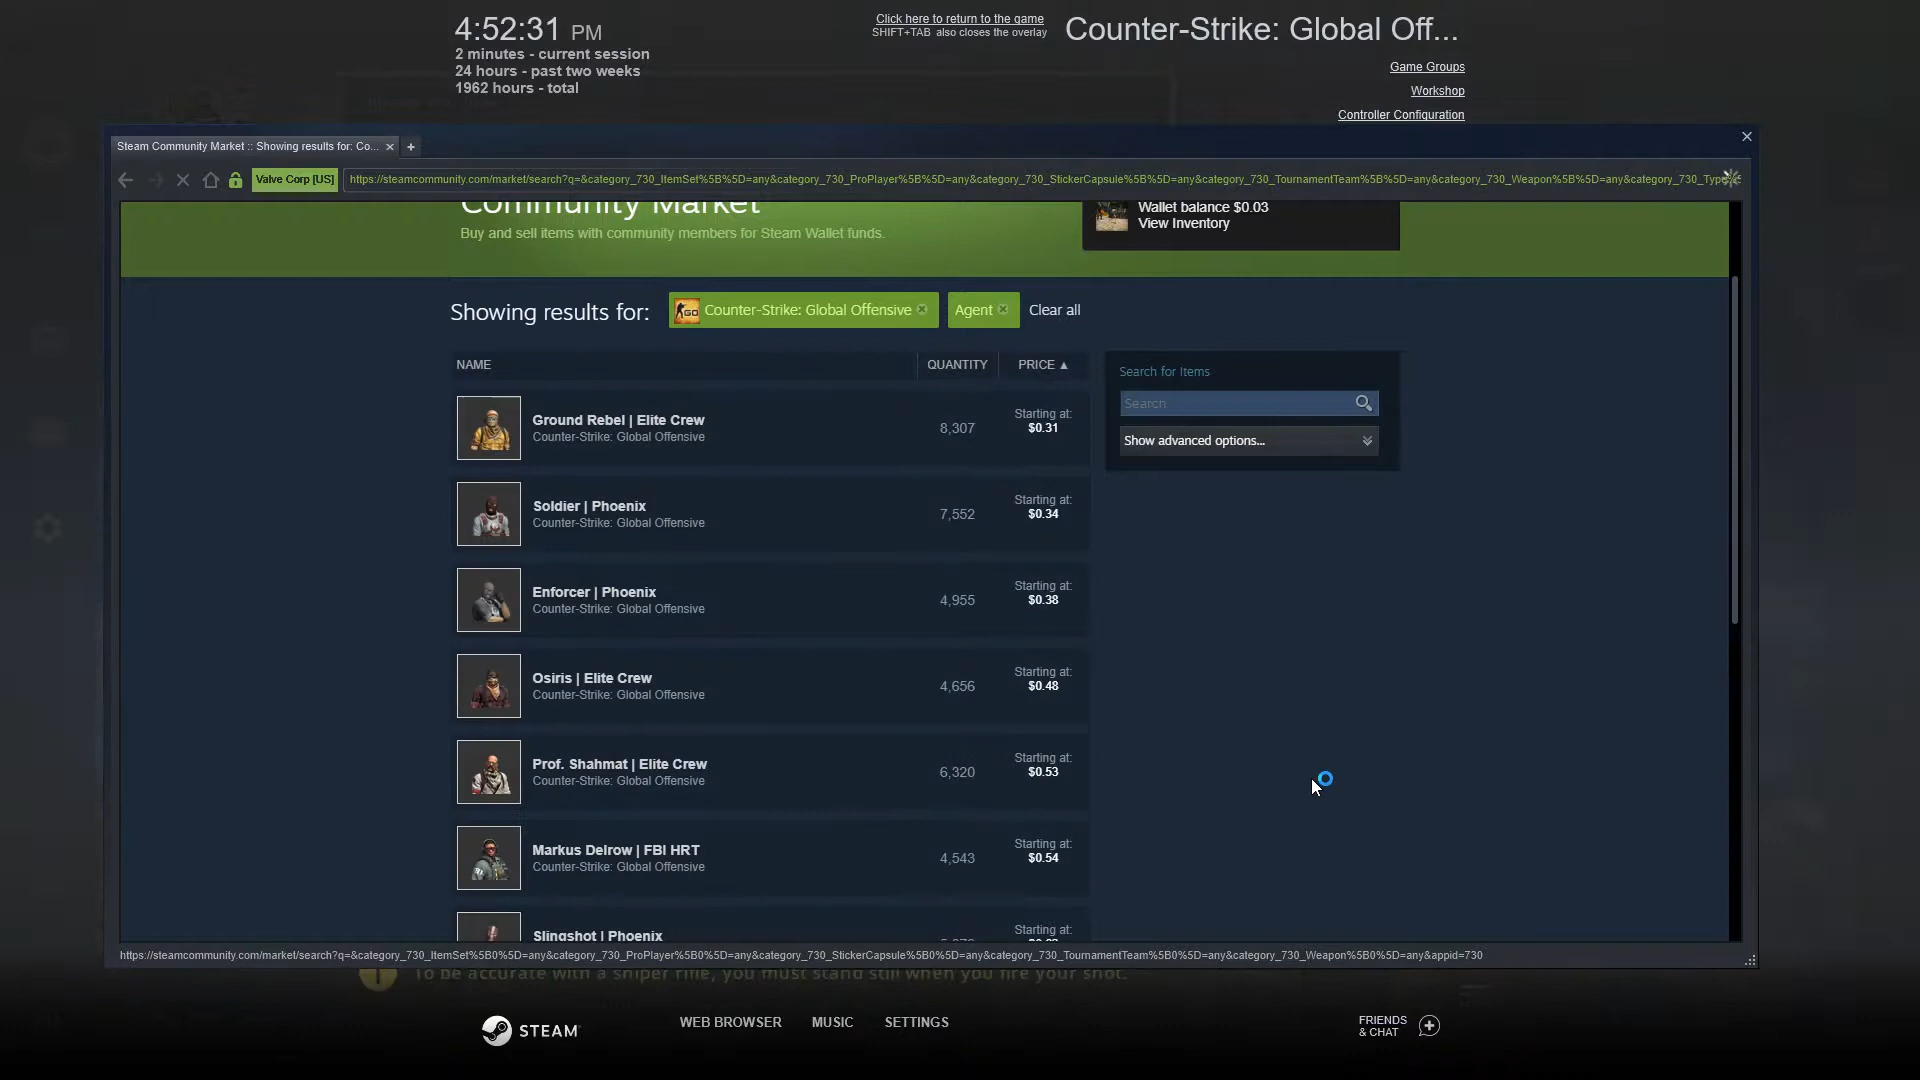 4:52:31 PM
2 minutes - current session
24 hours - past two weeks
1962 hours - total
Click here to return to the game
SHIFT+TAB also closes the overlay
Counter-Strike: Global Off...
Game Groups
Workshop
Controller Configuration
Steam Community Market :: Showing results for: Co...
Valve Corp [US]
https://steamcommunity.com/market/search?q=&category_730_ItemSet%5B%5D=any&category_730_ProPlayer%5B%5D=any&category_730_StickerCapsule%5B%5D=any&category_730_TournamentTeam%5B%5D=any&category_730_Weapon%5B%5D=any&category_730_Type
Community Market
Buy and sell items with community members for Steam Wallet funds.
Wallet balance $0.03
View Inventory
Showing results for:
Counter-Strike: Global Offensive
Agent
Clear all
NAME QUANTITY PRICE ▲
Ground Rebel | Elite Crew
Counter-Strike: Global Offensive
8,307
Starting at:
$0.31
Soldier | Phoenix
Counter-Strike: Global Offensive
7,552
Starting at:
$0.34
Enforcer | Phoenix
Counter-Strike: Global Offensive
4,955
Starting at:
$0.38
Osiris | Elite Crew
Counter-Strike: Global Offensive
4,656
Starting at:
$0.48
Prof. Shahmat | Elite Crew
Counter-Strike: Global Offensive
6,320
Starting at:
$0.53
Markus Delrow | FBI HRT
Counter-Strike: Global Offensive
4,543
Starting at:
$0.54
Slingshot | Phoenix
Starting at:
Search for Items
Search
Show advanced options...
https://steamcommunity.com/market/search?q=&category_730_ItemSet%5B0%5D=any&category_730_ProPlayer%5B0%5D=any&category_730_StickerCapsule%5B0%5D=any&category_730_TournamentTeam%5B0%5D=any&category_730_Weapon%5B0%5D=any&appid=730
To be accurate with a sniper rifle, you must stand still when you fire your shot.
STEAM
WEB BROWSER
MUSIC
SETTINGS
FRIENDS
& CHAT